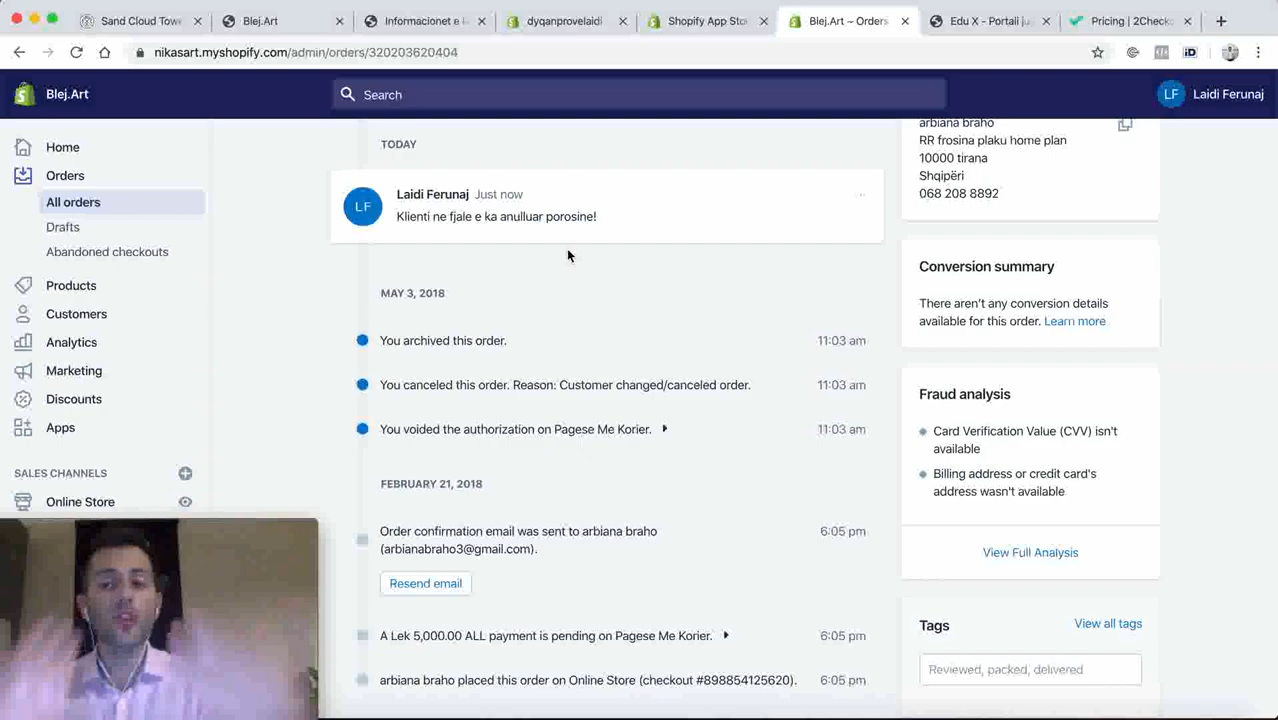 Sand Cloud Towe
Blej.Art
Informacionet e
dyqanprovelaidi
Shopify App Sto
Blej.Art ~ Orders
Edu X - Portali ju
Pricing | 2Check
nikasart.myshopify.com/admin/orders/320203620404
iD
Blej.Art
Search
LF
Laidi Ferunaj
Home
Orders
All orders
Drafts
Abandoned checkouts
Products
Customers
Analytics
Marketing
Discounts
Apps
SALES CHANNELS
Online Store
TODAY
LF
Laidi Ferunaj Just now
Klienti ne fjale e ka anulluar porosine!
MAY 3, 2018
You archived this order. 11:03 am
You canceled this order. Reason: Customer changed/canceled order. 11:03 am
You voided the authorization on Pagese Me Korier. 11:03 am
FEBRUARY 21, 2018
Order confirmation email was sent to arbiana braho 6:05 pm
(arbianabraho3@gmail.com).
Resend email
A Lek 5,000.00 ALL payment is pending on Pagese Me Korier. 6:05 pm
arbiana braho placed this order on Online Store (checkout #898854125620). 6:05 pm
arbiana braho
RR frosina plaku home plan
10000 tirana
Shqipëri
068 208 8892
Conversion summary
There aren't any conversion details
available for this order. Learn more
Fraud analysis
Card Verification Value (CVV) isn't
available
Billing address or credit card's
address wasn't available
View Full Analysis
Tags
View all tags
Reviewed, packed, delivered